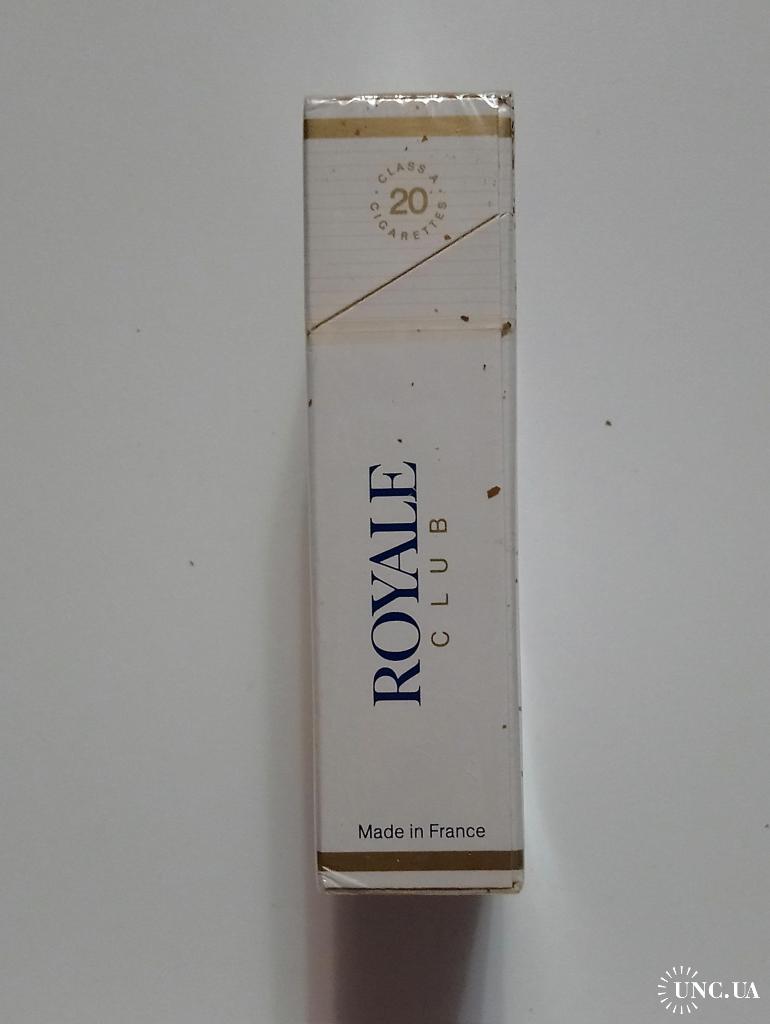 CLASS A
20
CIGARETTES
ROYALE
CLUB
Made in France
UNC.UA